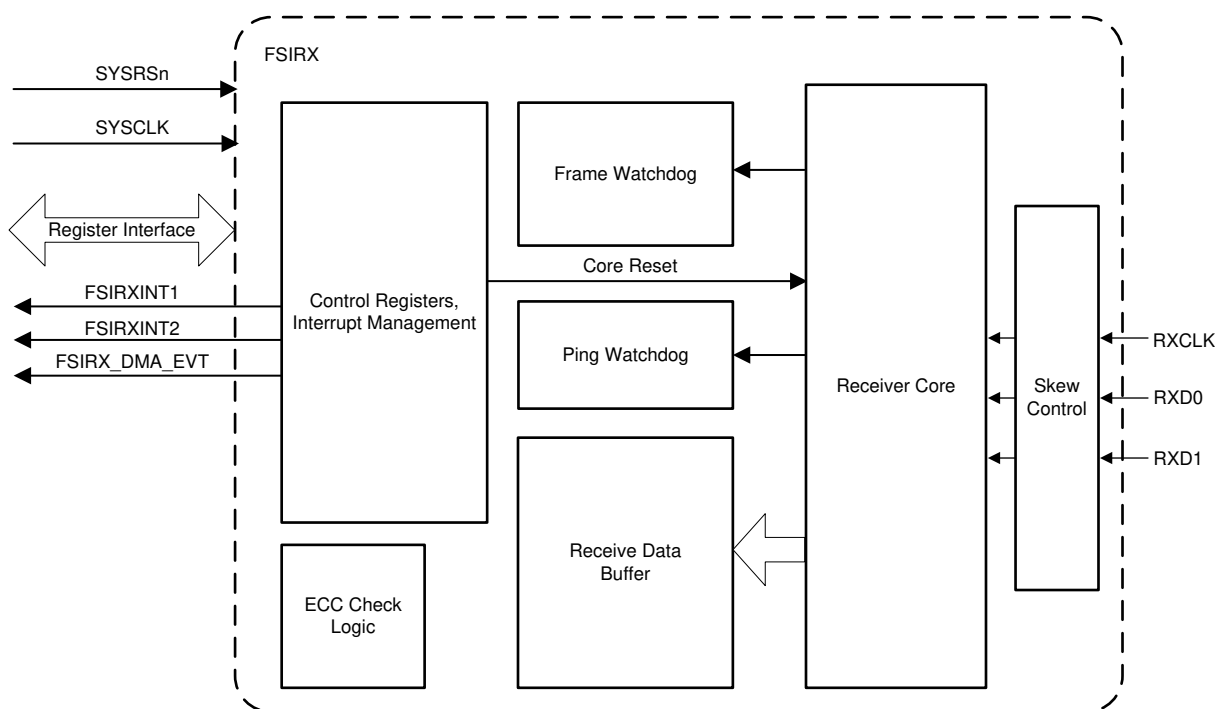 FSIRX
SYSRSn
SYSCLK
Register Interface
FSIRXINT1
FSIRXINT2
FSIRX_DMA_EVT
Control Registers,
Interrupt Management
ECC Check
Logic
Frame Watchdog
Core Reset
Ping Watchdog
Receive Data
Buffer
Receiver Core
Skew
Control
RXCLK
RXD0
RXD1